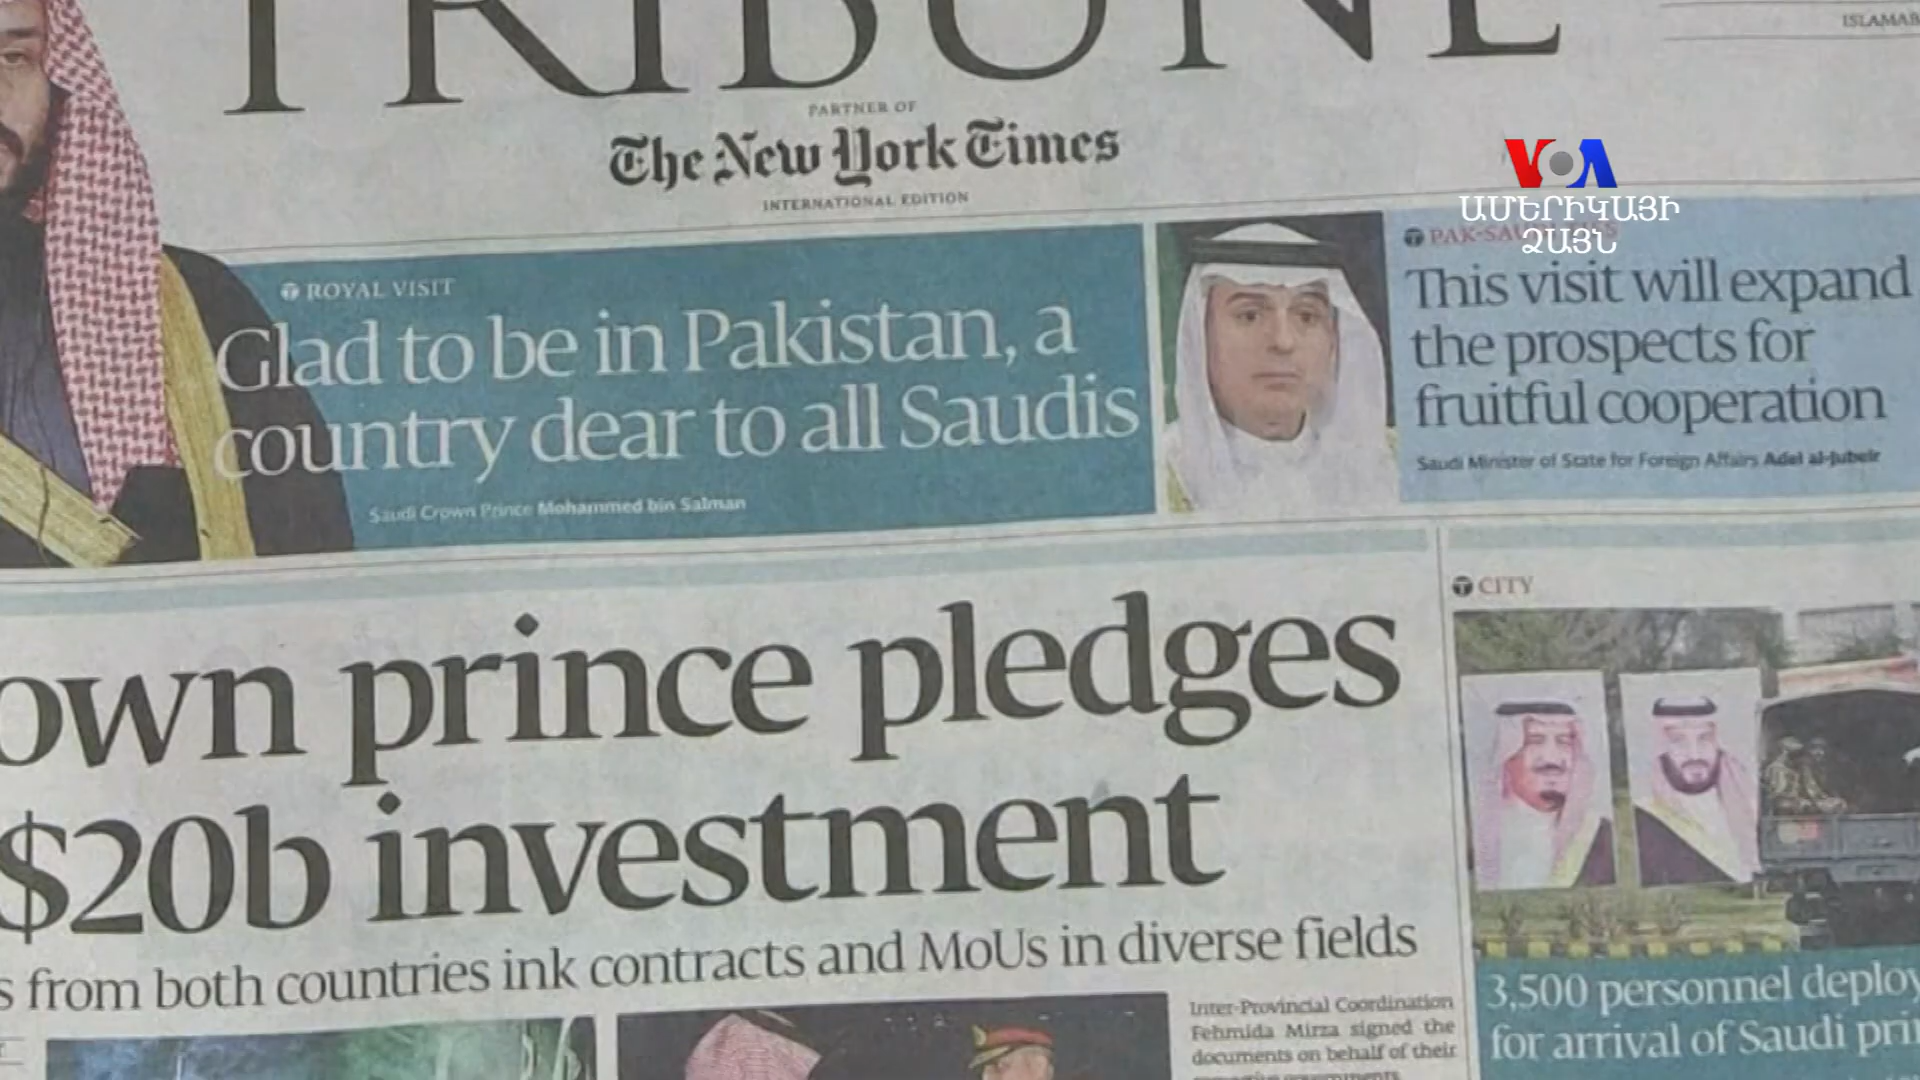 TRIBUNE
PARTNER OF
The New York Times
INTERNATIONAL EDITION
VOA
ԱՄԵՐԻԿԱՅԻ
ՁԱՅՆ
ROYAL VISIT
Glad to be in Pakistan, a
country dear to all Saudis
Saudi Crown Prince Mohammed bin Salman
This visit will expand
the prospects for
fruitful cooperation
Saudi Minister of State for Foreign Affairs Adel al-Jubeir
own prince pledges
$20b investment
s from both countries ink contracts and MoUs in diverse fields
Inter-Provincial Coordination
Fehmida Mirza signed the
documents on behalf of their
CITY
3,500 personnel deploy
for arrival of Saudi pri